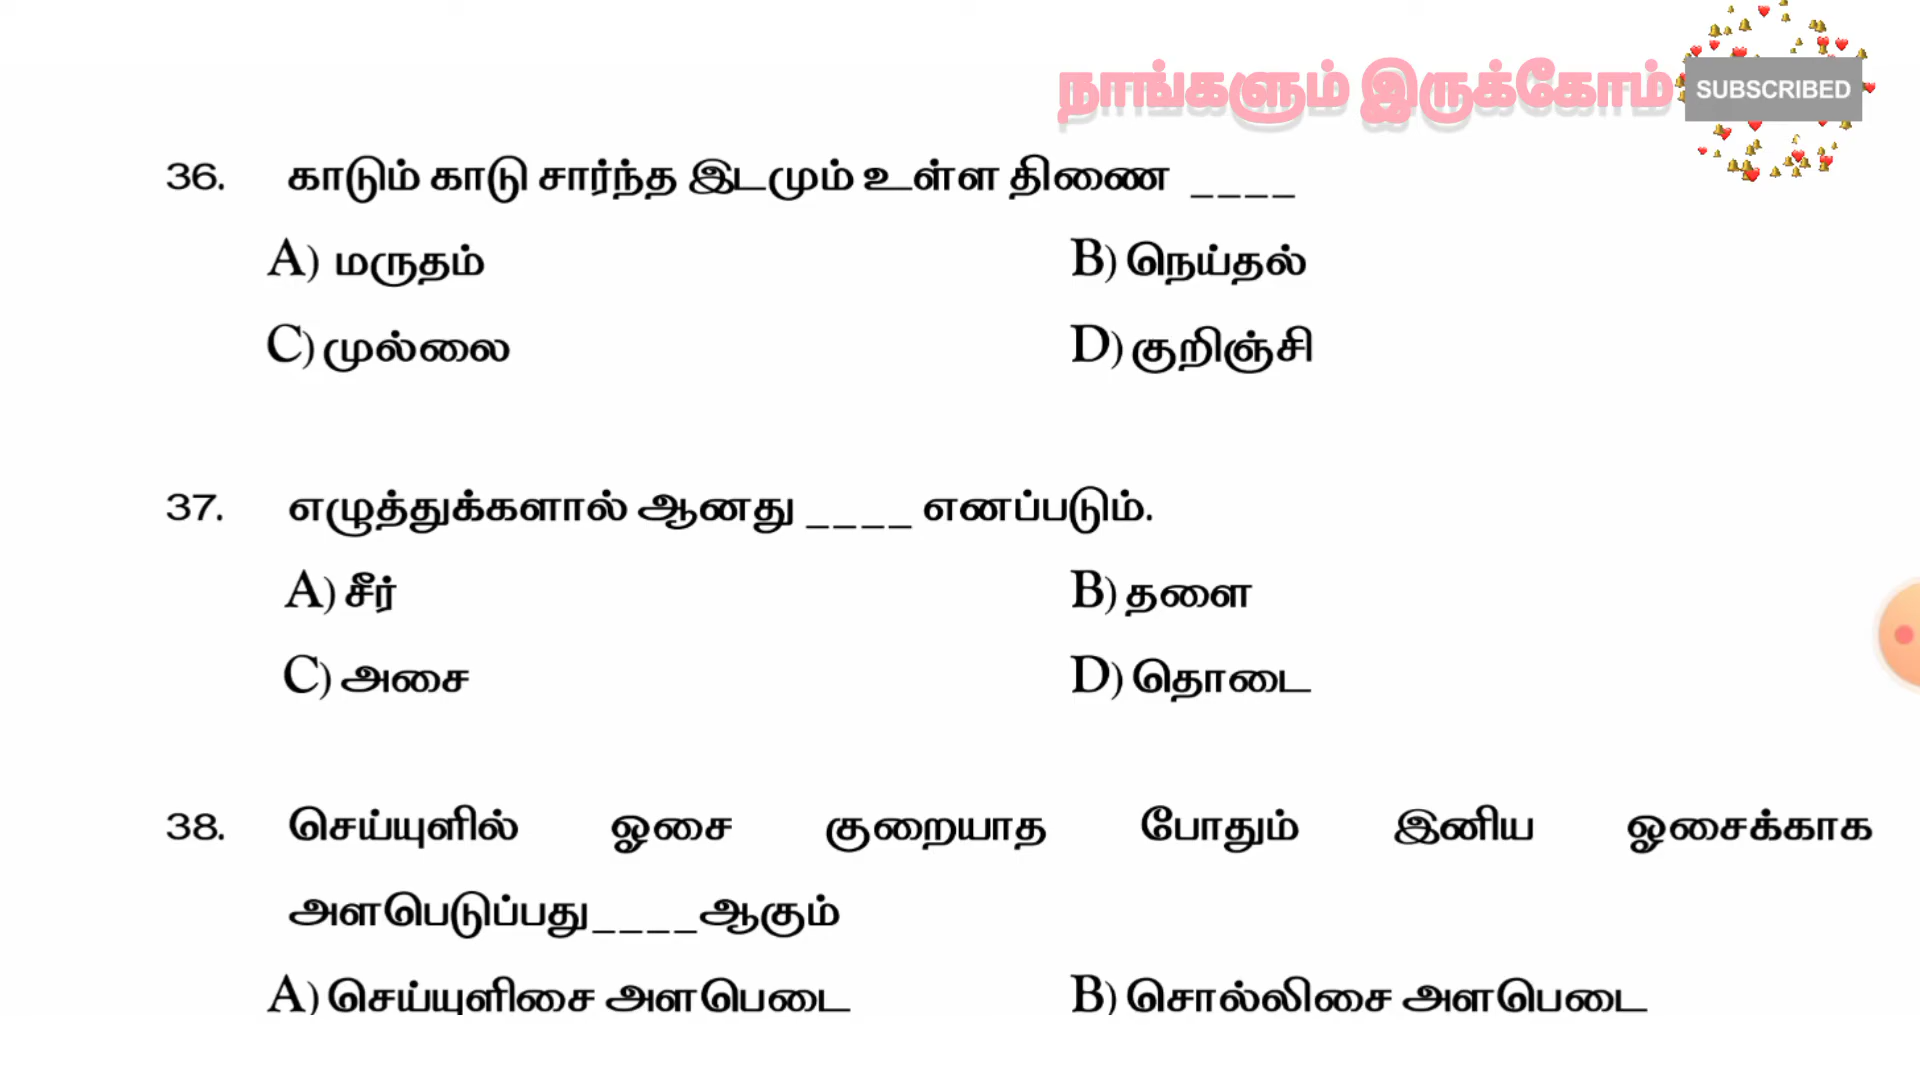 நாங்களும் இருக்கோம் SUBSCRIBED
36. காடும் காடு சார்ந்த இடமும் உள்ள திணை ____
A) மருதம் B) நெய்தல்
C) முல்லை D) குறிஞ்சி
37. எழுத்துக்களால் ஆனது ____ எனப்படும்.
A) சீர் B) தளை
C) அசை D) தொடை
38. செய்யுளில் ஓசை குறையாத போதும் இனிய ஓசைக்காக
அளபெடுப்பது____ஆகும்
A) செய்யுளிசை அளபெடை B) சொல்லிசை அளபெடை